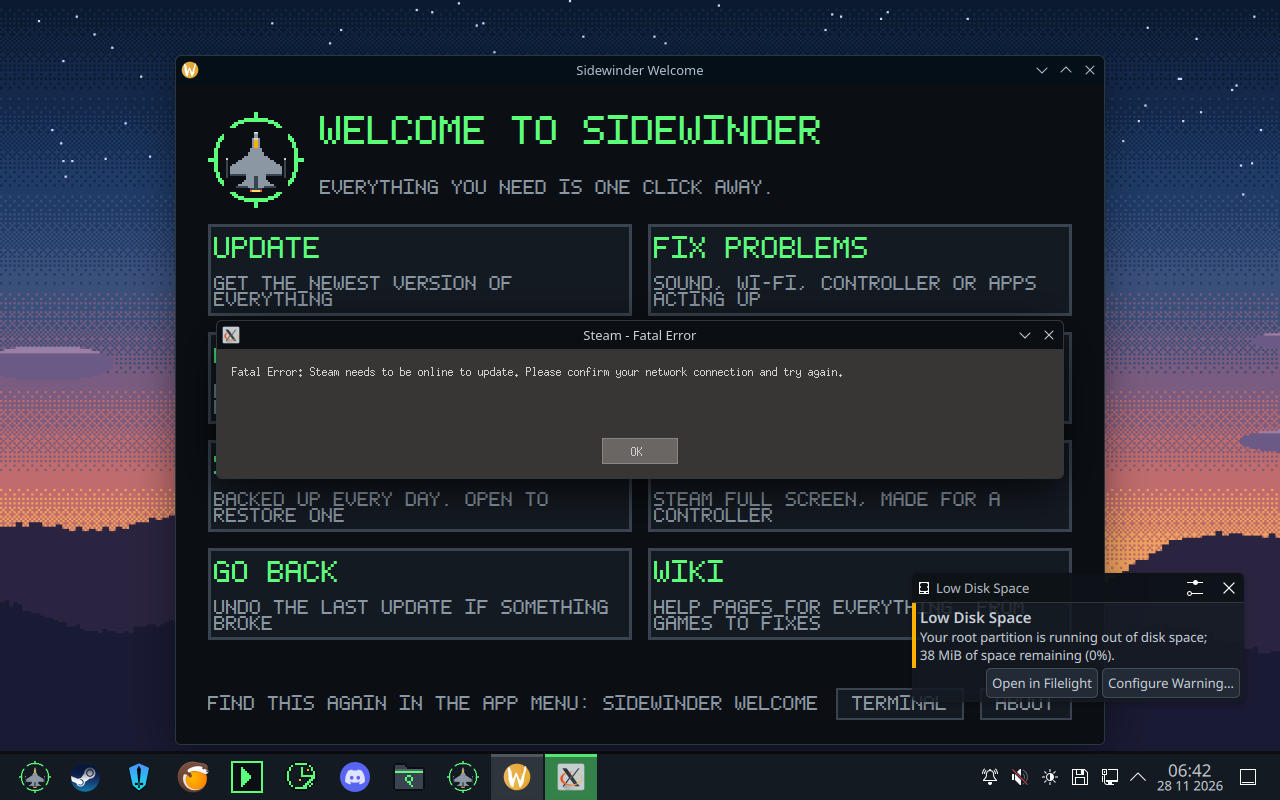 Sidewinder Welcome
WELCOME TO SIDEWINDER
EVERYTHING YOU NEED IS ONE CLICK AWAY.
UPDATE
GET THE NEWEST VERSION OF
EVERYTHING
FIX PROBLEMS
SOUND, WI-FI, CONTROLLER OR APPS
ACTING UP
Steam - Fatal Error
Fatal Error: Steam needs to be online to update. Please confirm your network connection and try again.
OK
BACKED UP EVERY DAY. OPEN TO
RESTORE ONE
STEAM FULL SCREEN, MADE FOR A
CONTROLLER
GO BACK
UNDO THE LAST UPDATE IF SOMETHING
BROKE
WIKI
HELP PAGES FOR EVERYTHING, FROM
GAMES TO FIXES
Low Disk Space
Low Disk Space
Your root partition is running out of disk space;
38 MiB of space remaining (0%).
Open in Filelight
Configure Warning...
FIND THIS AGAIN IN THE APP MENU: SIDEWINDER WELCOME
TERMINAL
ABOUT
06:42
28 11 2026